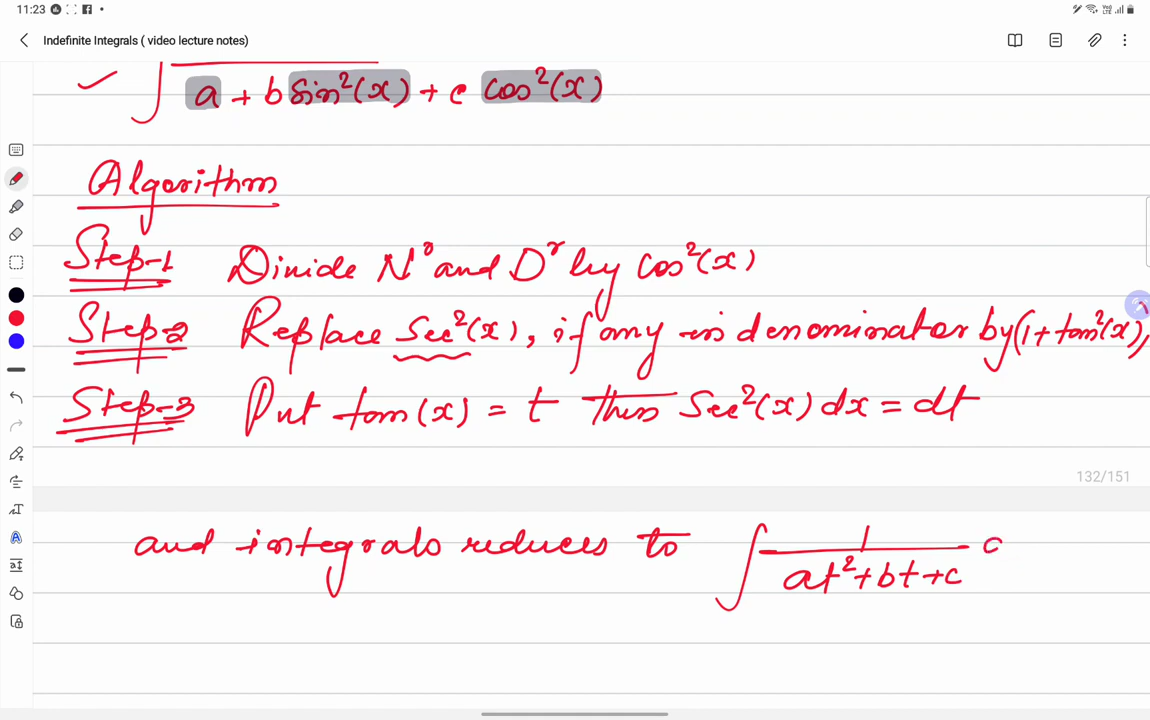 11:23
Indefinite Integrals ( video lecture notes)
∫ a + b sin²(x) + c cos²(x)
Algorithm
Step-1 Divide Nʳ and Dʳ by cos²(x)
Step-2 Replace Sec²(x), if any in denominator by (1 + tan²(x),
Step-3 Put tan(x) = t then Sec²(x) dx = dt
132/151
and integrals reduces to ∫ 1/(at² + bt + c)